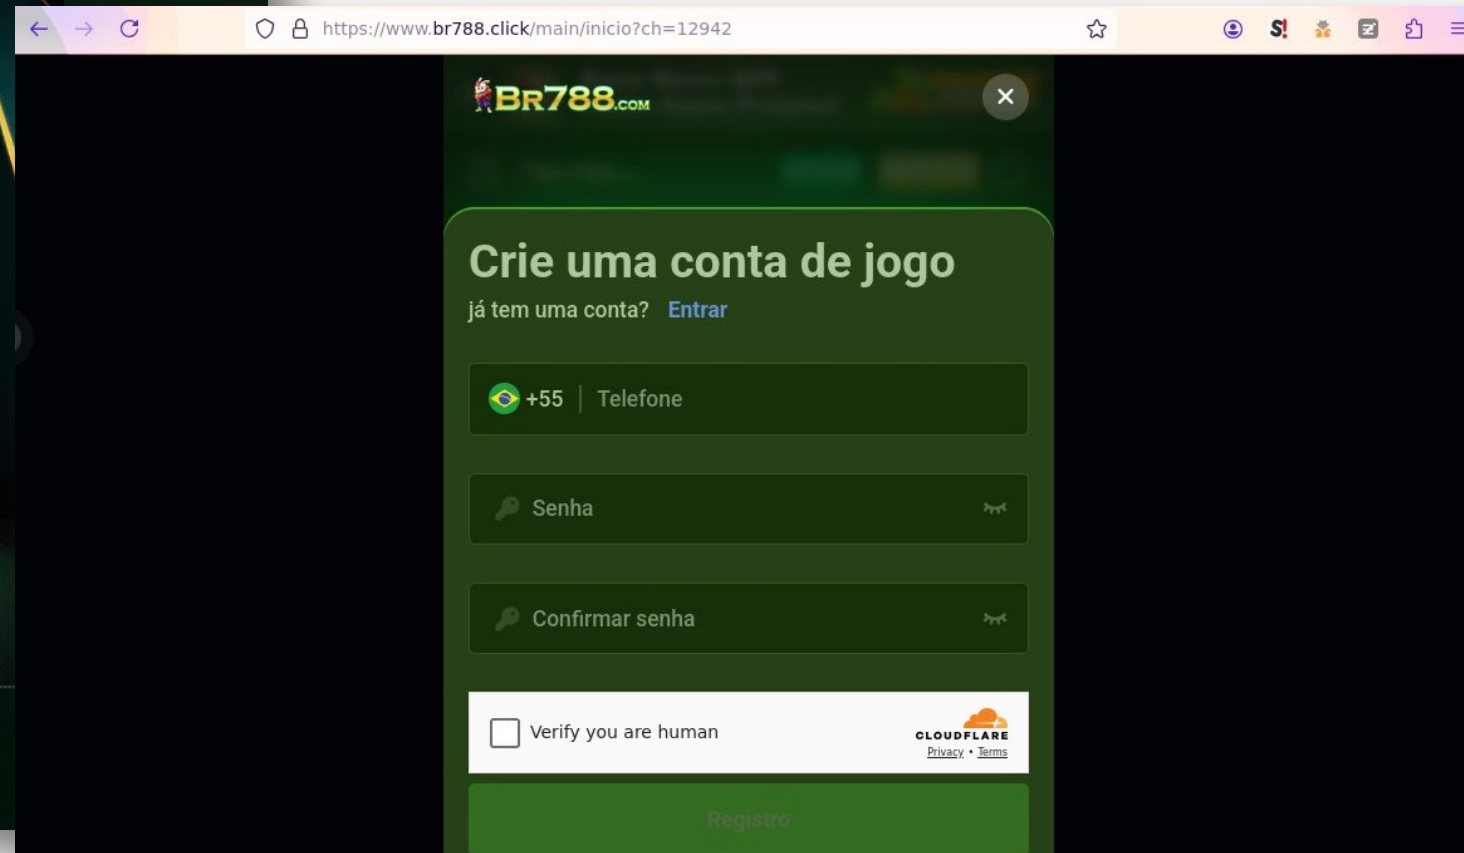 https://www.br788.click/main/inicio?ch=12942
S!
BR788.COM
Crie uma conta de jogo
já tem uma conta? Entrar
+55 | Telefone
Senha
Confirmar senha
Verify you are human
CLOUDFLARE
Privacy • Terms
Registro